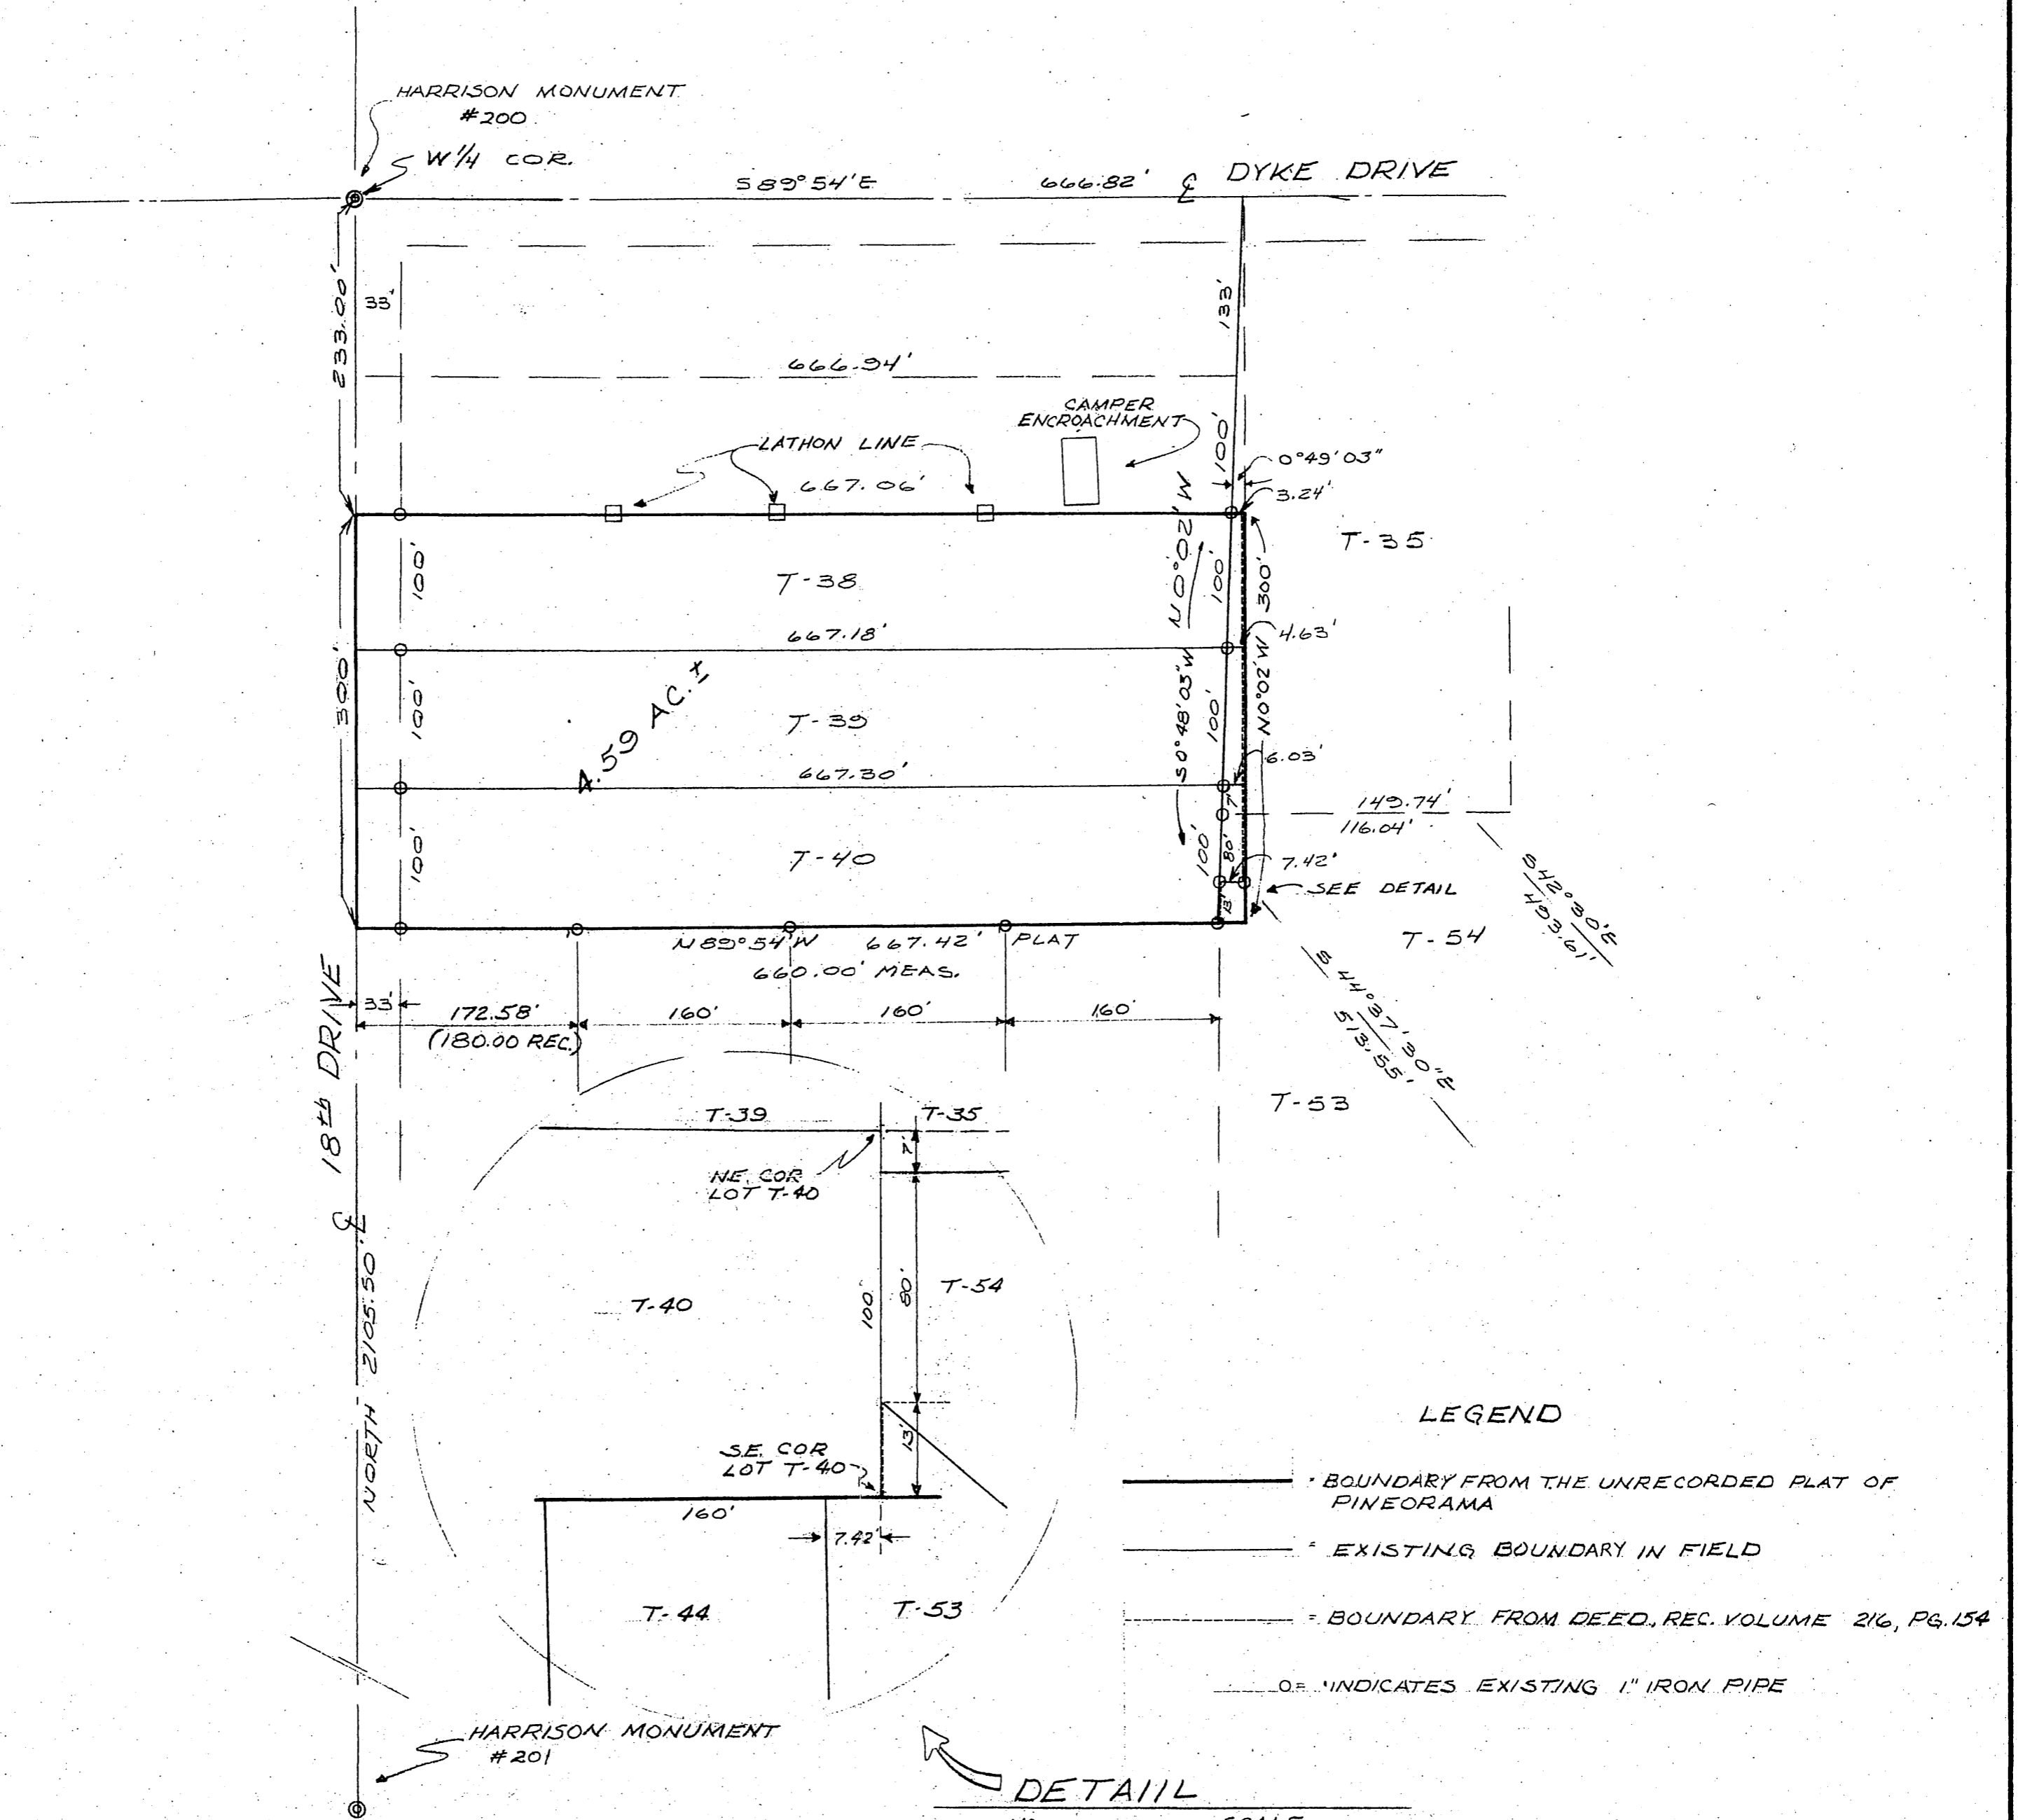 HARRISON MONUMENT
#200
W 1/4 COR.
S89°54'E
666.82'
℄ DYKE DRIVE
233.00'
33'
133'
666.94'
CAMPER
ENCROACHMENT
100'
LATH ON LINE
667.06'
0°49'03"
3.24'
T-35
N0°02'W
100'
T-38
100'
300'
667.18'
4.63'
300'
S0°48'03"W
N0°02'W
4.59 AC. ±
100'
T-39
100'
667.30'
6.03'
7'
149.74'
116.04'
100'
T-40
100'
80'
7.42'
SEE DETAIL
13'
S42°30'E
493.61'
T-54
N89°54'W 667.42' PLAT
660.00' MEAS.
S44°37'30"E
513.55'
33'
172.58'
(180.00 REC.)
160'
160'
160'
℄ 18th DRIVE
T-53
NORTH 2105.50'
T-39
T-35
7'
N.E. COR
LOT T-40
T-40
100'
80'
T-54
13'
S.E. COR
LOT T-40
160'
7.42'
T-44
T-53
LEGEND
= BOUNDARY FROM THE UNRECORDED PLAT OF
PINEORAMA
= EXISTING BOUNDARY IN FIELD
= BOUNDARY FROM DEED, REC. VOLUME 216, PG. 154
O= INDICATES EXISTING 1" IRON PIPE
HARRISON MONUMENT
#201
DETAIIL